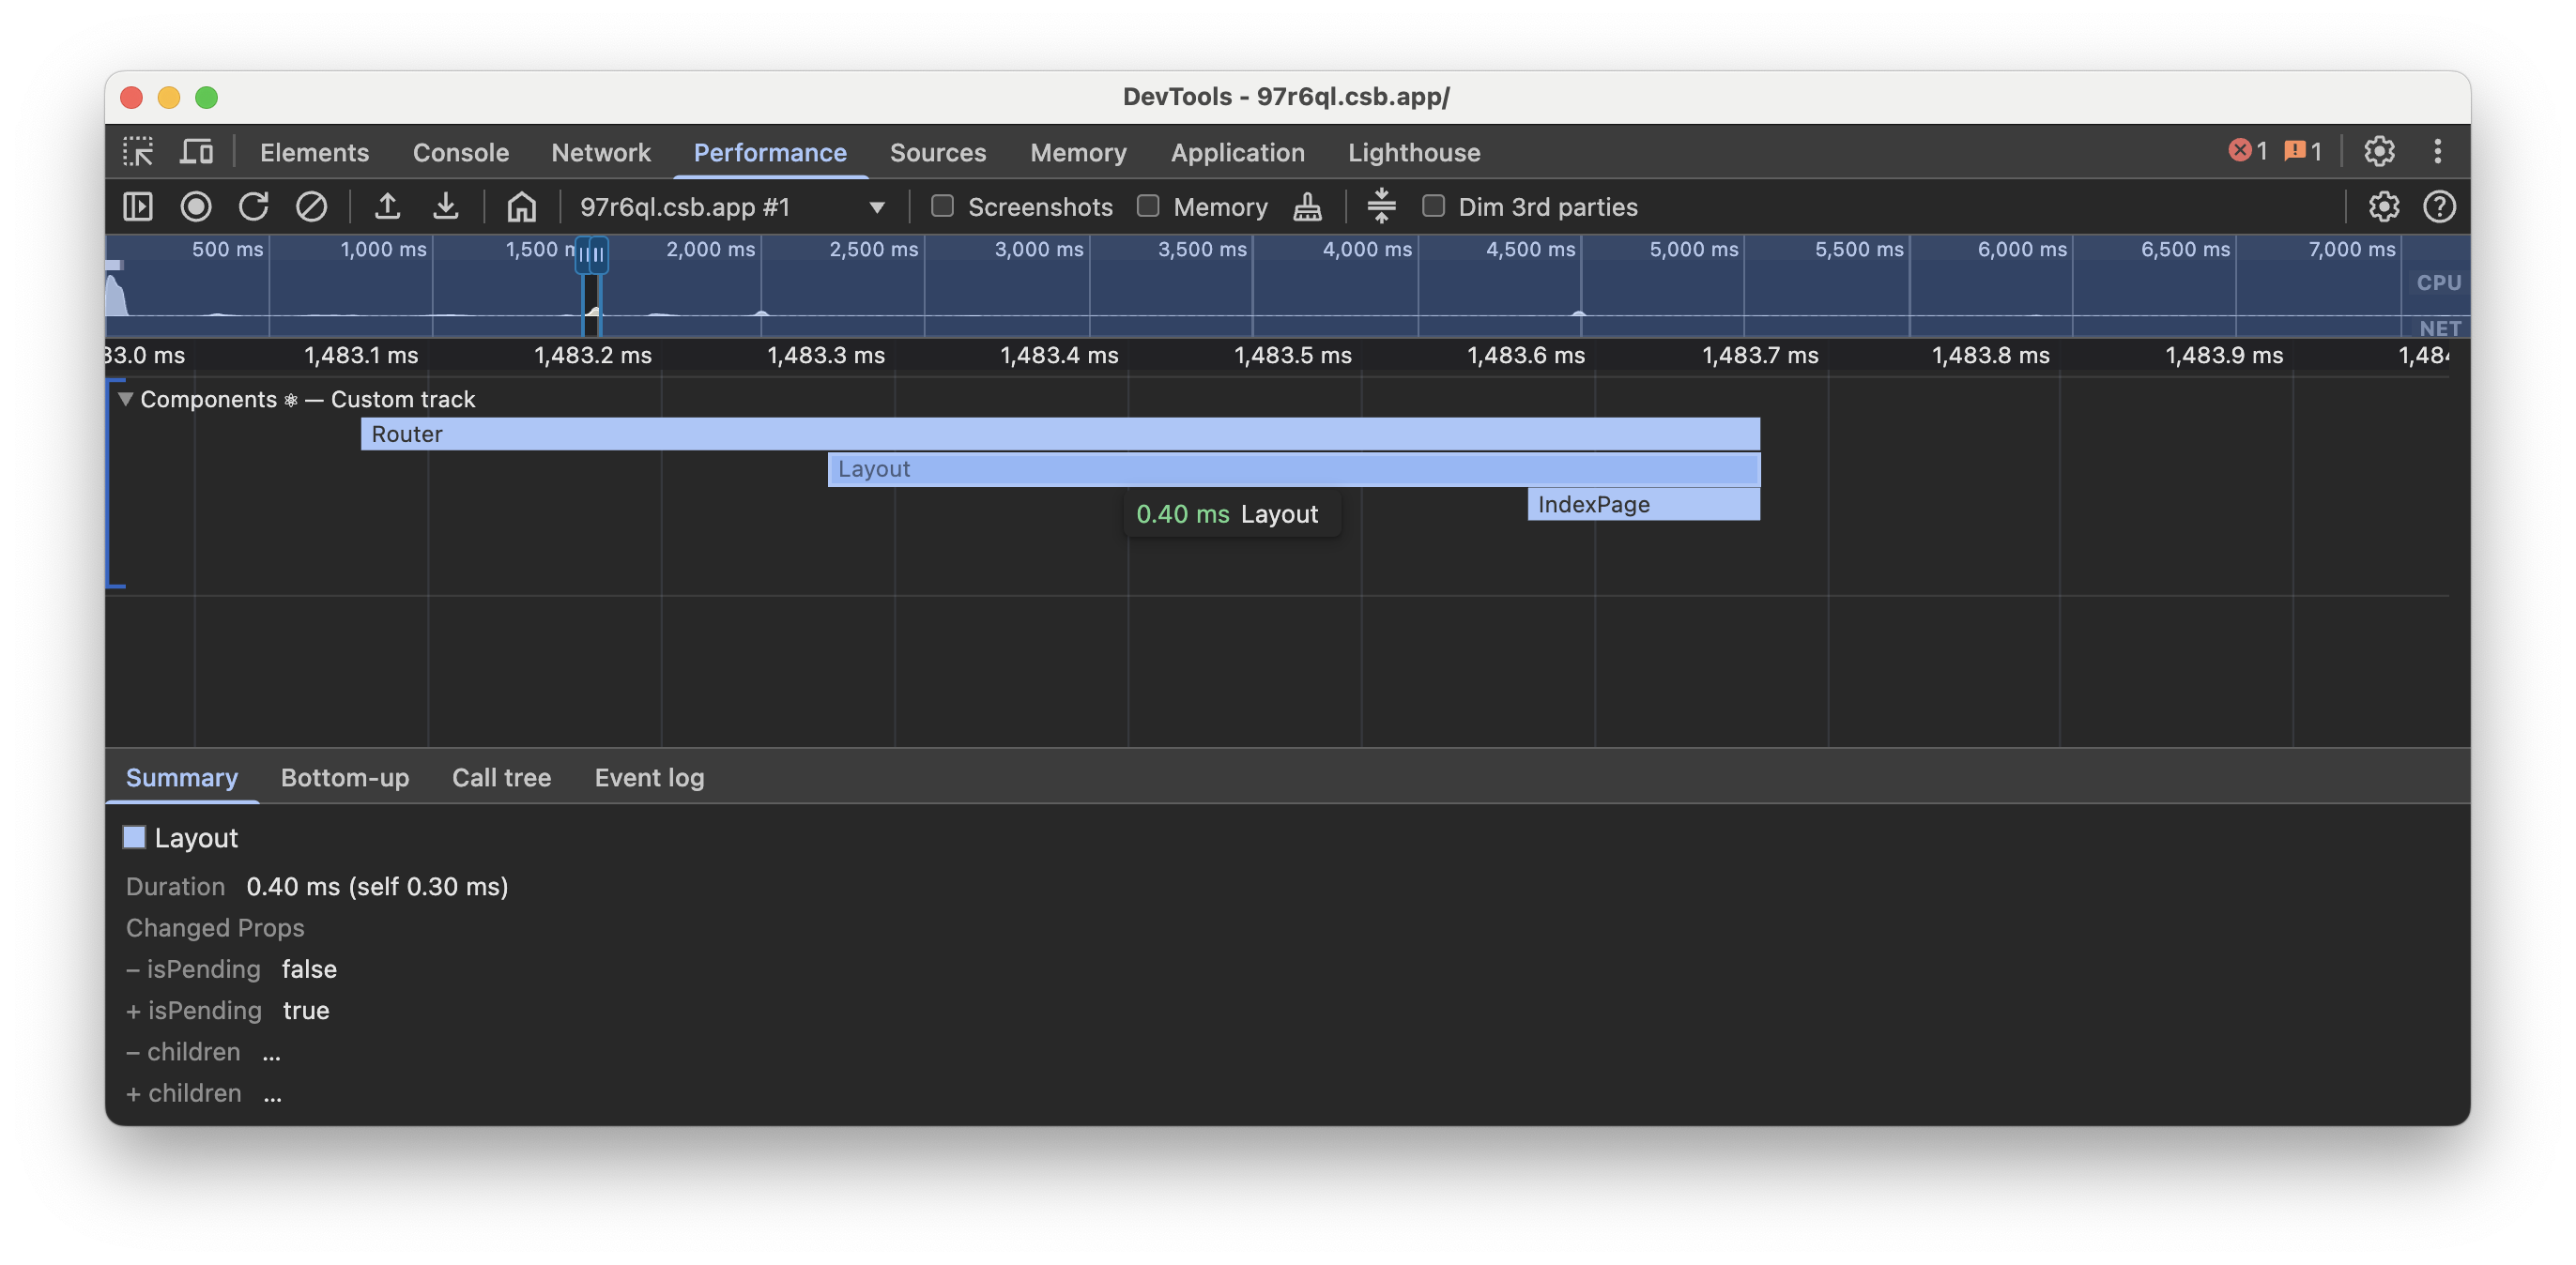 DevTools - 97r6ql.csb.app/
Elements Console Network Performance Sources Memory Application Lighthouse 1 1
97r6ql.csb.app #1 Screenshots Memory Dim 3rd parties
500 ms 1,000 ms 1,500 m 2,000 ms 2,500 ms 3,000 ms 3,500 ms 4,000 ms 4,500 ms 5,000 ms 5,500 ms 6,000 ms 6,500 ms 7,000 ms
CPU
NET
83.0 ms 1,483.1 ms 1,483.2 ms 1,483.3 ms 1,483.4 ms 1,483.5 ms 1,483.6 ms 1,483.7 ms 1,483.8 ms 1,483.9 ms 1,484
Components ⚛ — Custom track
Router
Layout
IndexPage
0.40 ms Layout
Summary Bottom-up Call tree Event log
Layout
Duration 0.40 ms (self 0.30 ms)
Changed Props
– isPending false
+ isPending true
– children ...
+ children ...